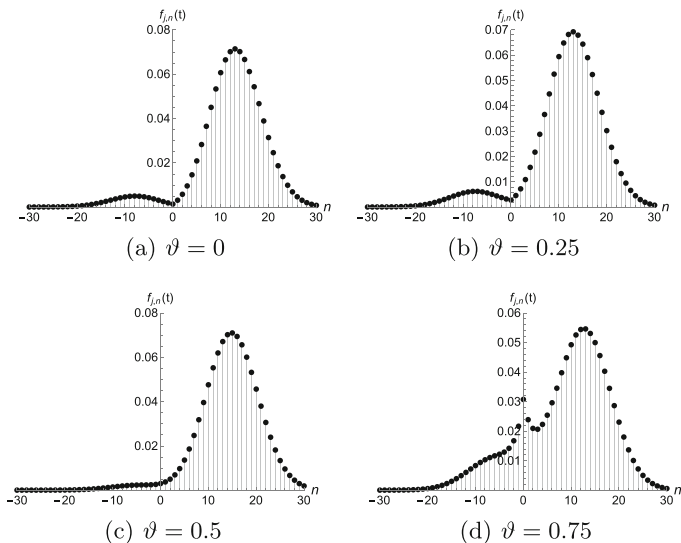 f_{j,n}(t) f_{j,n}(t)
0.08 0.07
0.06 0.06
0.05
0.04 0.04
0.03
0.02 0.02
0.01
−30 −20 −10 0 10 20 30 n −30 −20 −10 0 10 20 30 n
(a) ϑ = 0 (b) ϑ = 0.25
f_{j,n}(t) f_{j,n}(t)
0.08 0.06
0.05
0.06 0.04
0.04 0.03
0.02
0.02 0.01
−30 −20 −10 0 10 20 30 n −30 −20 −10 0 10 20 30 n
(c) ϑ = 0.5 (d) ϑ = 0.75